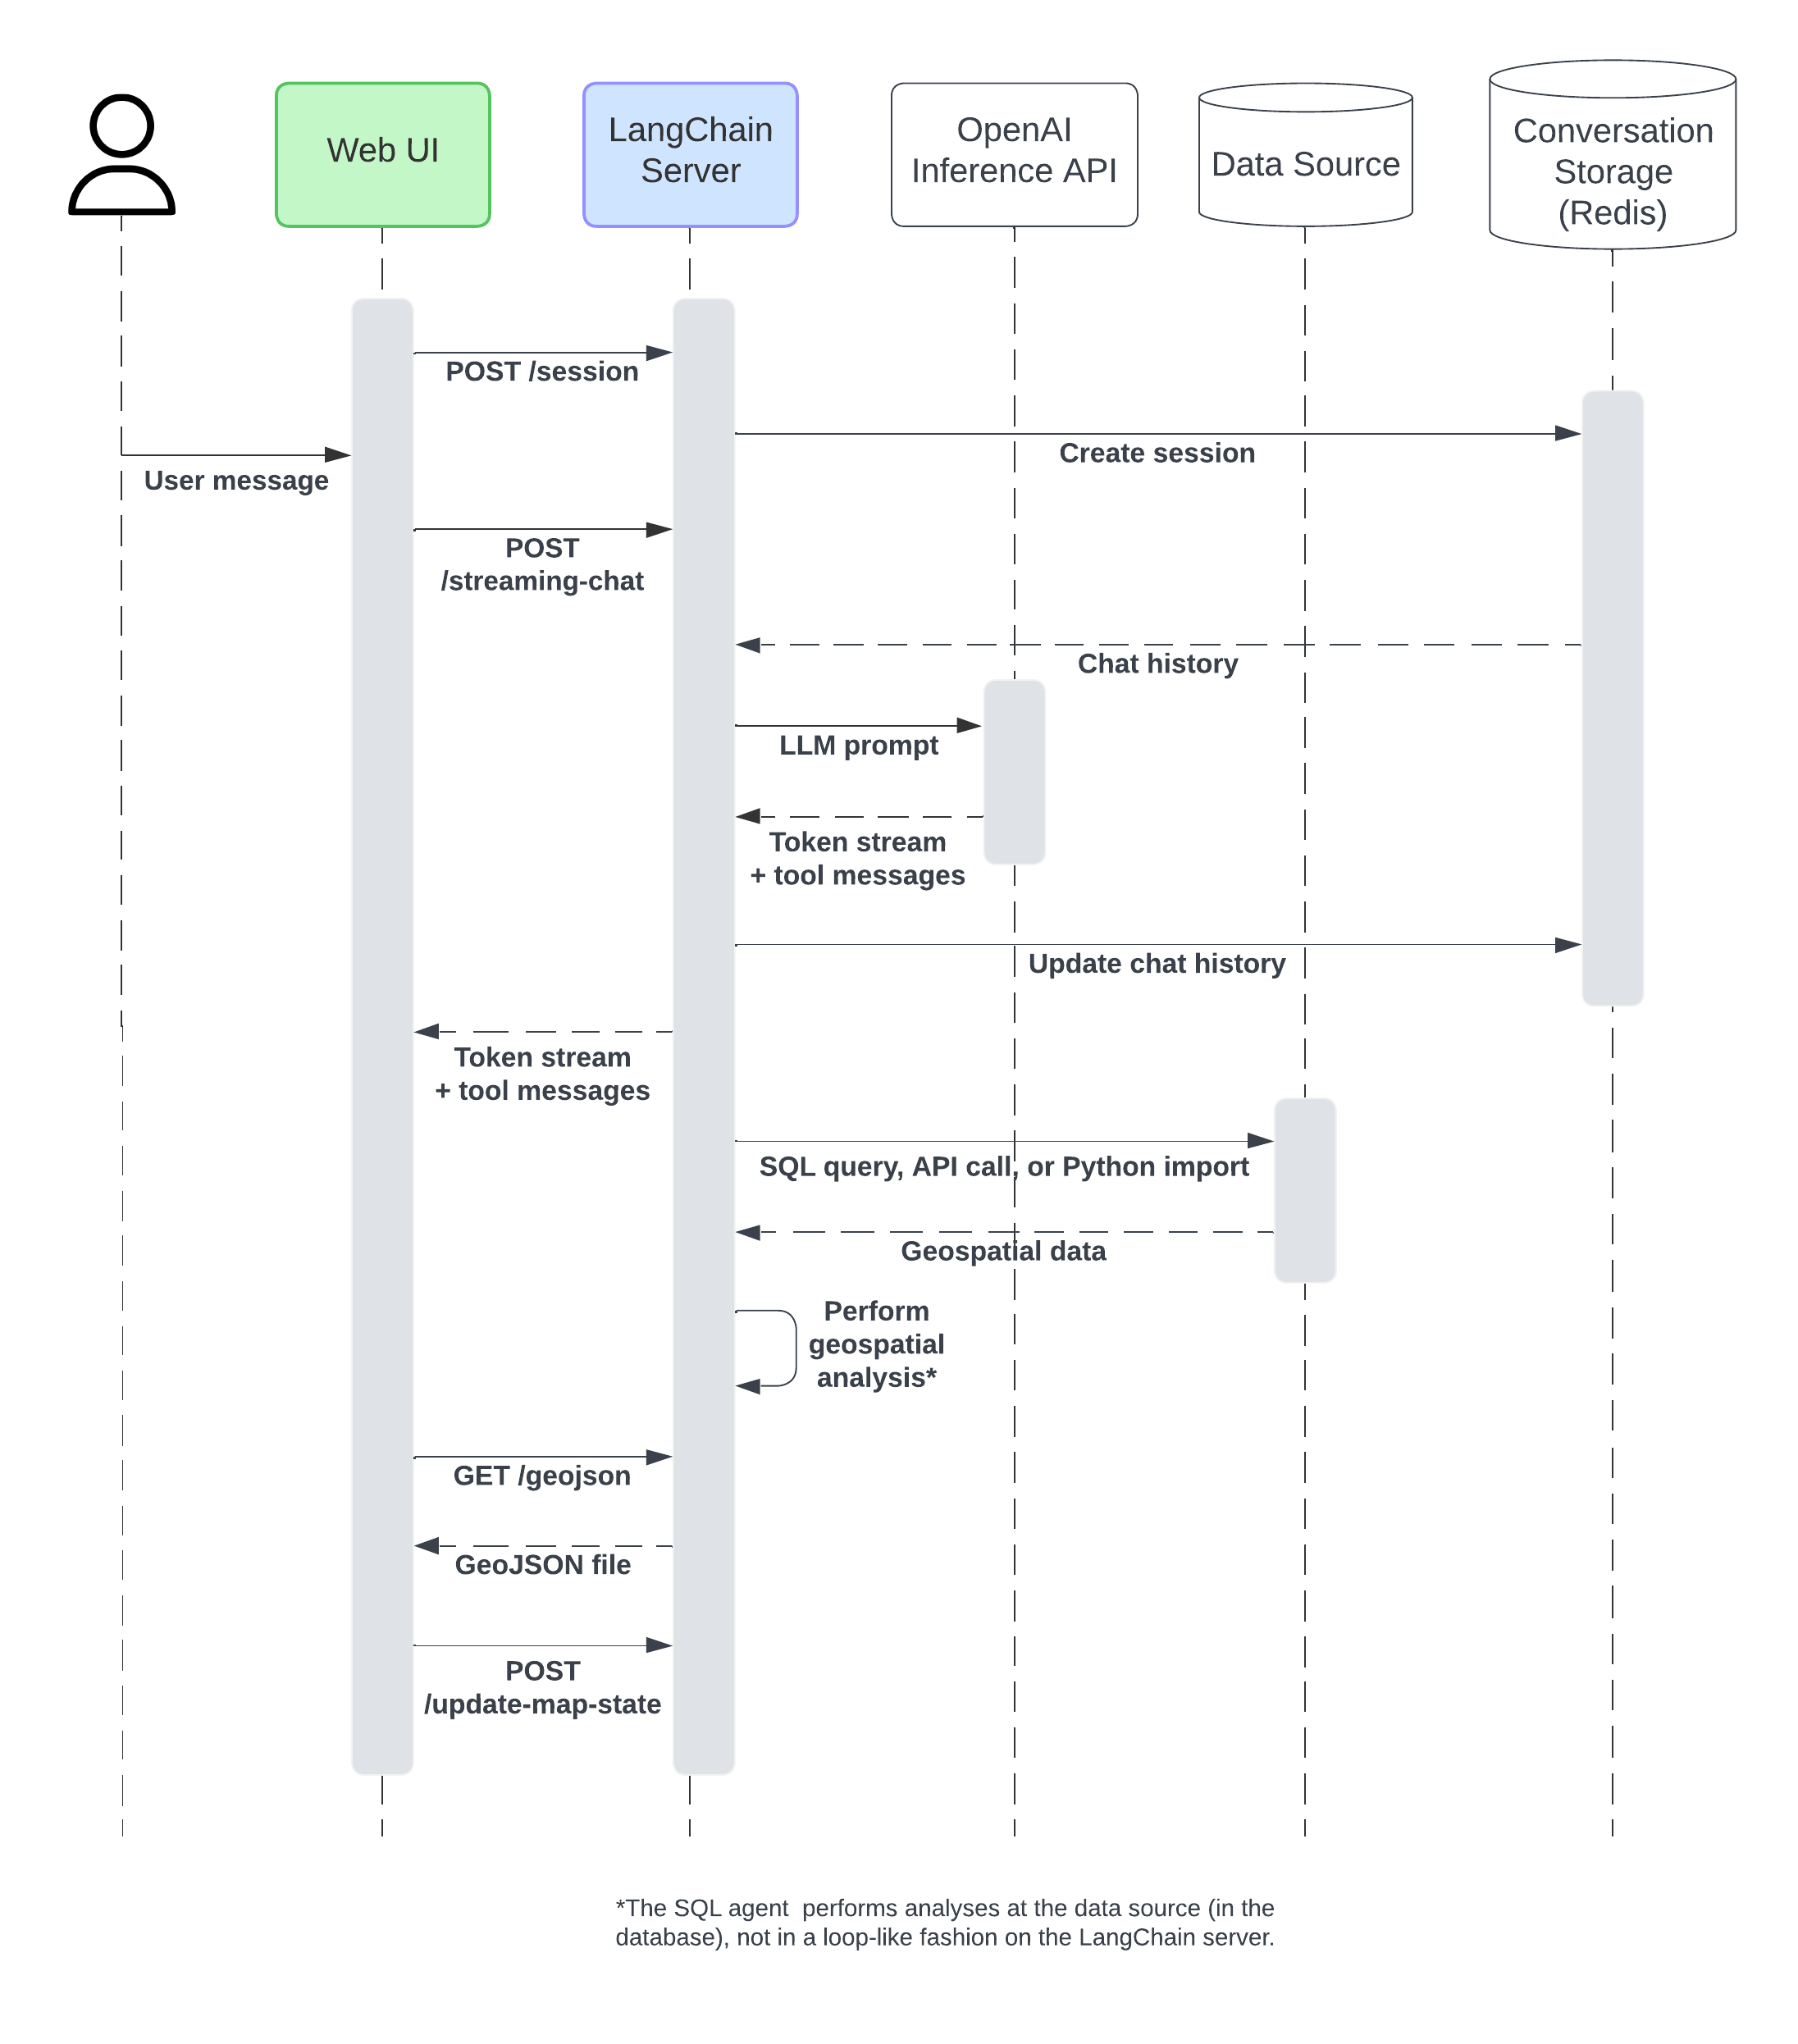 Web UI
LangChain
Server
OpenAI
Inference API
Data Source
Conversation
Storage
(Redis)
POST /session
Create session
User message
POST
/streaming-chat
Chat history
LLM prompt
Token stream
+ tool messages
Update chat history
Token stream
+ tool messages
SQL query, API call, or Python import
Geospatial data
Perform
geospatial
analysis*
GET /geojson
GeoJSON file
POST
/update-map-state
*The SQL agent  performs analyses at the data source (in the
database), not in a loop-like fashion on the LangChain server.